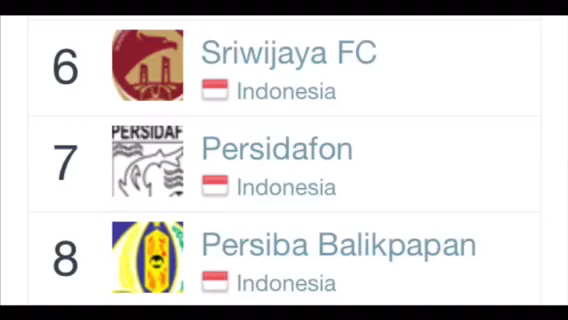 6
Sriwijaya FC
Indonesia
7
PERSIDAF
Persidafon
Indonesia
8
Persiba Balikpapan
Indonesia